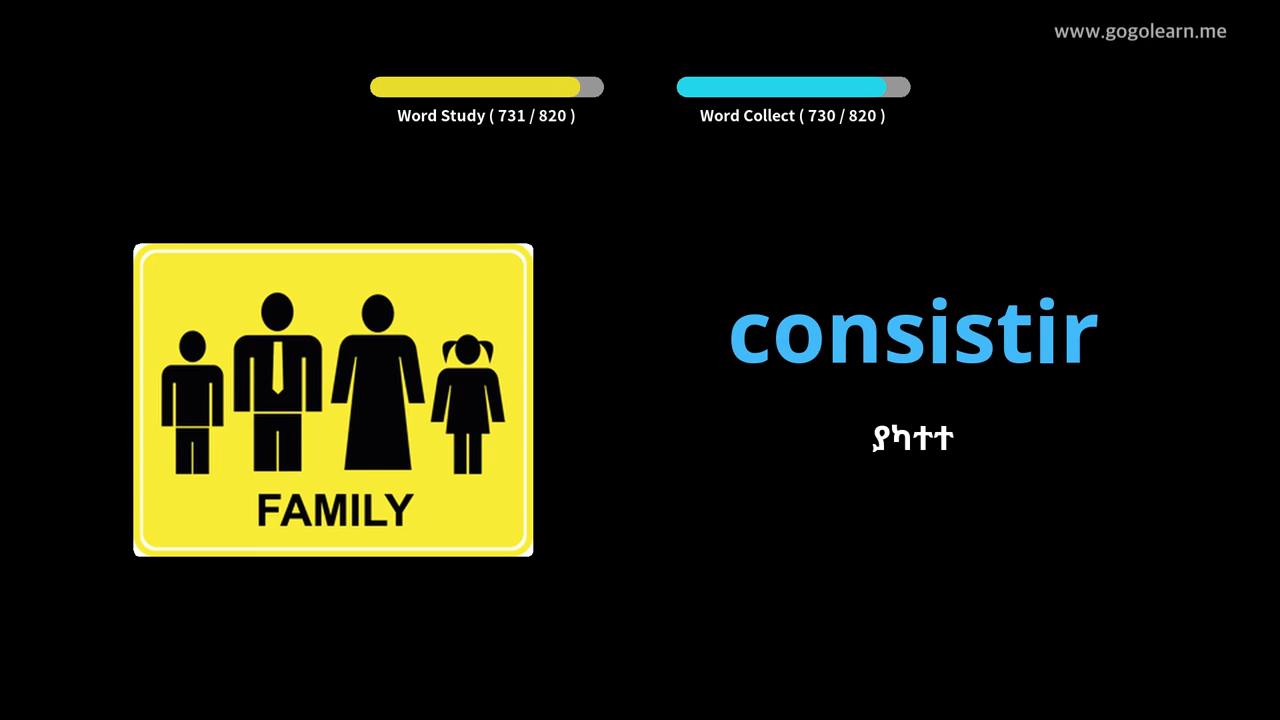 www.gogolearn.me
Word Study ( 731 / 820 )
Word Collect ( 730 / 820 )
FAMILY
consistir
ያካተተ